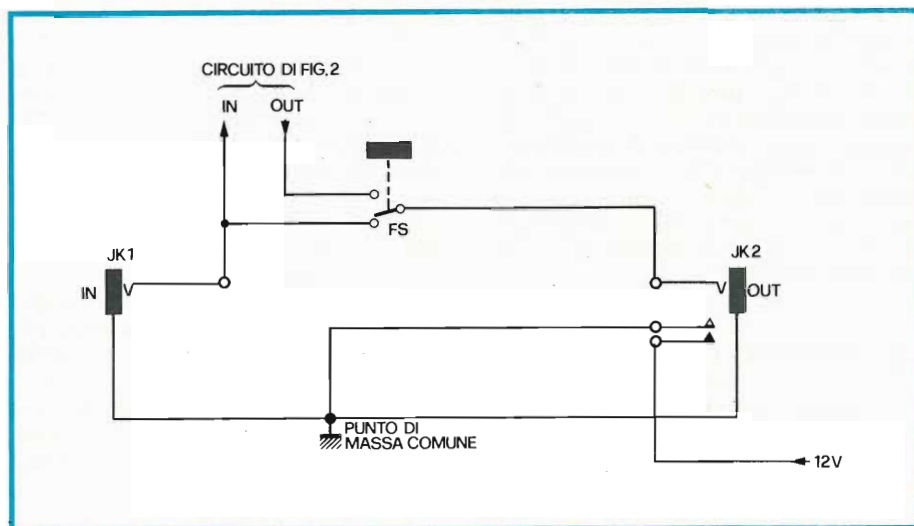 CIRCUITO DI FIG.2
IN OUT
FS
JK1
IN
JK2
OUT
PUNTO DI
MASSA COMUNE
12V